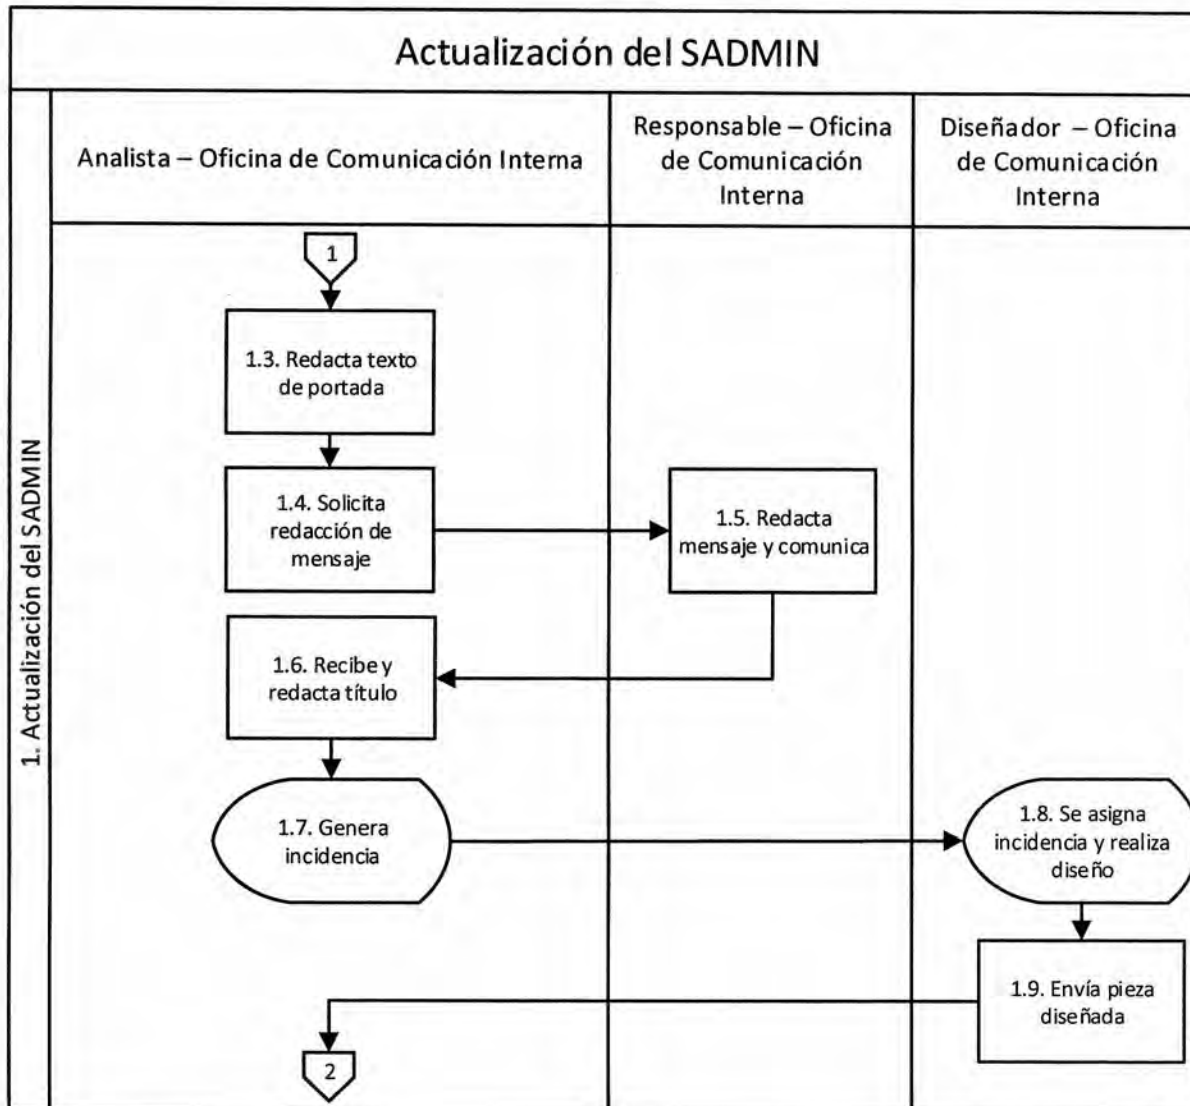 Actualización del SADMIN
1. Actualización del SADMIN
Analista – Oficina de Comunicación Interna
Responsable – Oficina
de Comunicación
Interna
Diseñador – Oficina
de Comunicación
Interna
1
1.3. Redacta texto
de portada
1.4. Solicita
redacción de
mensaje
1.5. Redacta
mensaje y comunica
1.6. Recibe y
redacta título
1.7. Genera
incidencia
1.8. Se asigna
incidencia y realiza
diseño
1.9. Envía pieza
diseñada
2